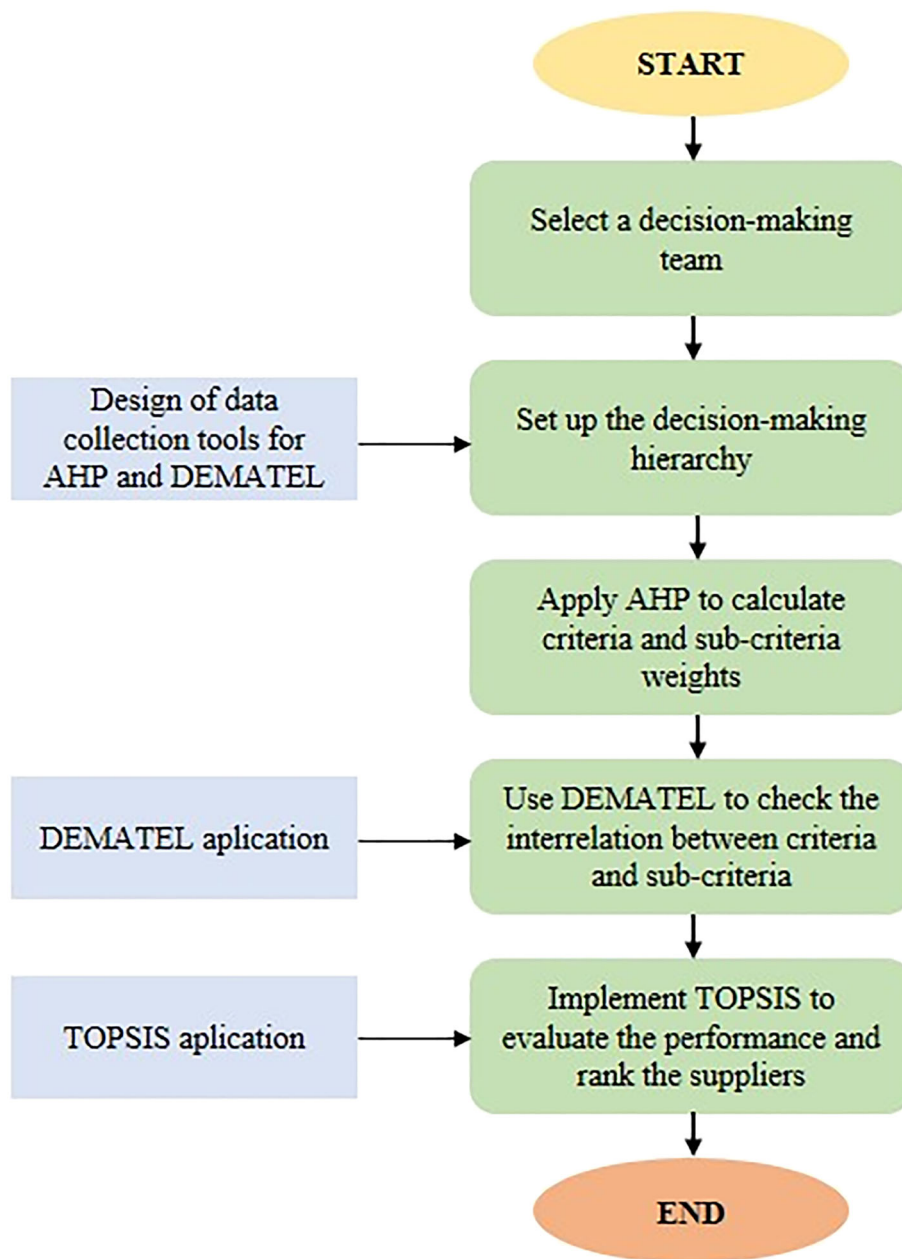 START
Select a decision-making
team
Design of data
collection tools for
AHP and DEMATEL
Set up the decision-making
hierarchy
Apply AHP to calculate
criteria and sub-criteria
weights
DEMATEL aplication
Use DEMATEL to check the
interrelation between criteria
and sub-criteria
TOPSIS aplication
Implement TOPSIS to
evaluate the performance and
rank the suppliers
END